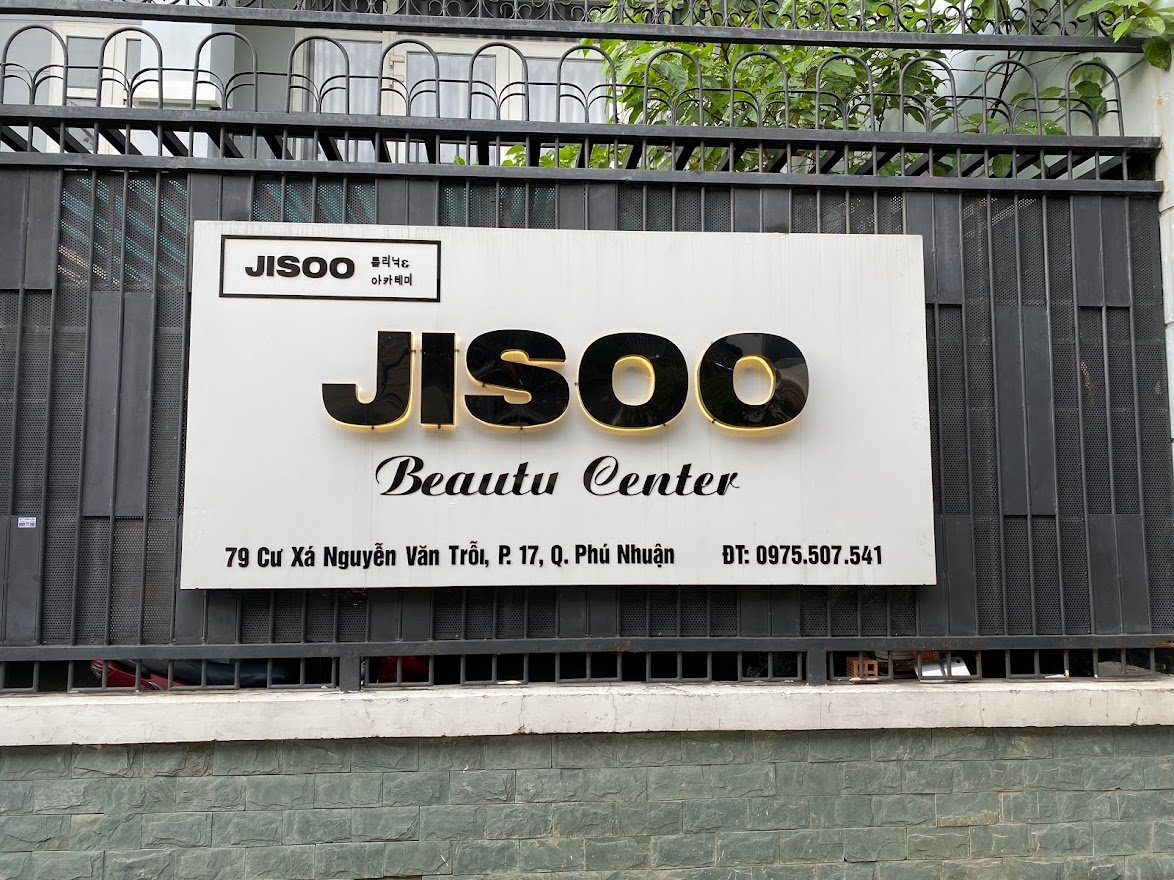 JISOO 클리닉&
아카테미
JISOO
Beautu Center
79 Cư Xá Nguyễn Văn Trỗi, P. 17, Q. Phú Nhuận ĐT: 0975.507.541